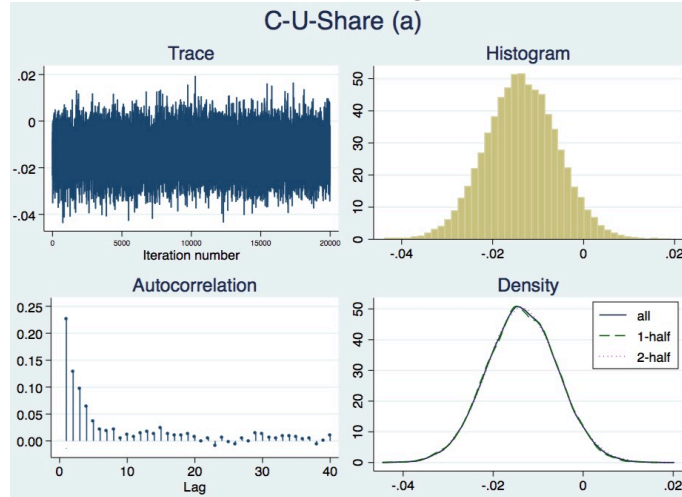 C-U-Share (a)
Trace
.02
0
-.02
-.04
0 5000 10000 15000 20000
Iteration number
Histogram
50
40
30
20
10
0
-.04 -.02 0 .02
Autocorrelation
0.25
0.20
0.15
0.10
0.05
0.00
0 10 20 30 40
Lag
Density
all
1-half
2-half
50
40
30
20
10
0
-.04 -.02 0 .02